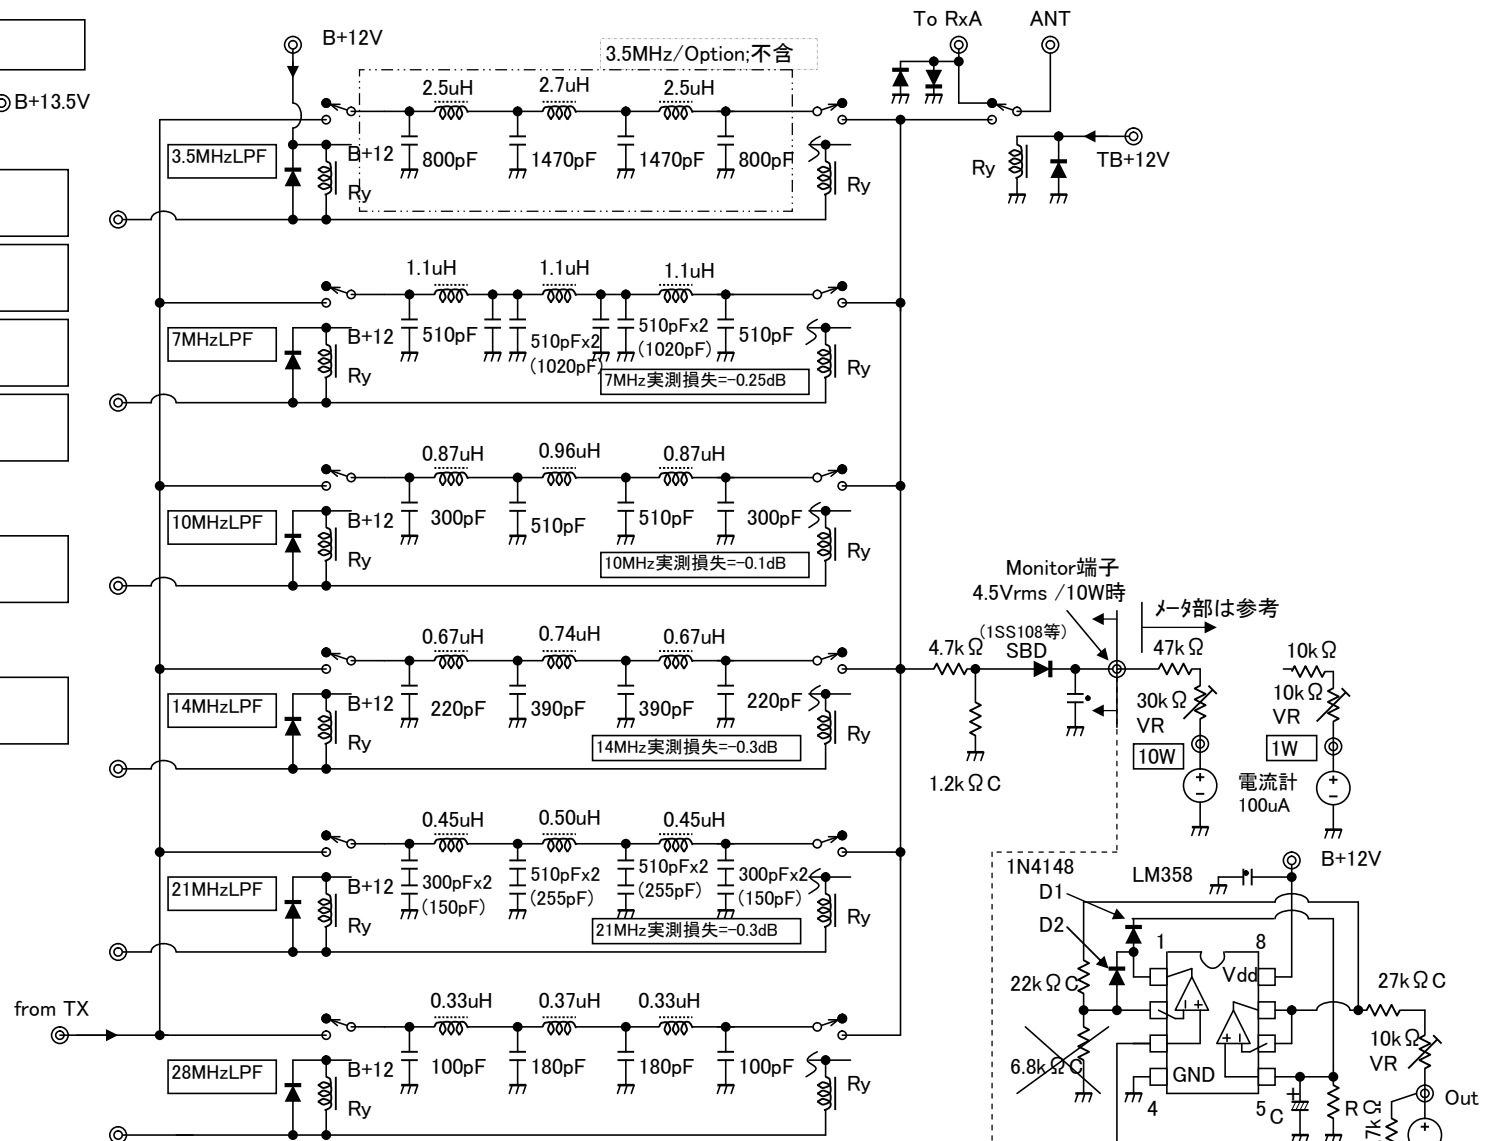 To RxA
ANT
B+12V
3.5MHz/Option;不含
B+13.5V
2.5uH
2.7uH
2.5uH
3.5MHzLPF
B+12
800pF
1470pF
1470pF
800pF
Ry
Ry
Ry
TB+12V
1.1uH
1.1uH
1.1uH
7MHzLPF
B+12
510pF
510pFx2
(1020pF)
510pFx2
(1020pF)
510pF
Ry
Ry
7MHz実測損失=-0.25dB
0.87uH
0.96uH
0.87uH
10MHzLPF
B+12
300pF
510pF
510pF
300pF
Ry
Ry
10MHz実測損失=-0.1dB
Monitor端子
4.5Vrms /10W時
ﾒｰﾀ部は参考
(1SS108等)
SBD
4.7kΩ
47kΩ
10kΩ
0.67uH
0.74uH
0.67uH
14MHzLPF
B+12
220pF
390pF
390pF
220pF
Ry
Ry
14MHz実測損失=-0.3dB
30kΩ
VR
10kΩ
VR
10W
1W
1.2kΩ C
電流計
100uA
0.45uH
0.50uH
0.45uH
21MHzLPF
B+12
300pFx2
(150pF)
510pFx2
(255pF)
510pFx2
(255pF)
300pFx2
(150pF)
Ry
Ry
21MHz実測損失=-0.3dB
1N4148
D1
D2
LM358
B+12V
1
8
Vdd
22kΩ C
27kΩ C
from TX
0.33uH
0.37uH
0.33uH
28MHzLPF
B+12
100pF
180pF
180pF
100pF
Ry
Ry
6.8kΩ C
GND
10kΩ
VR
4
5
C
R
7kΩ
Out